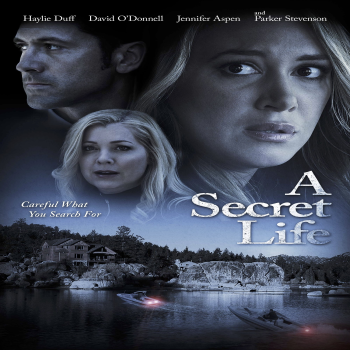 Haylie Duff David O'Donnell Jennifer Aspen and Parker Stevenson
Careful What
You Search For
A
Secret
Life